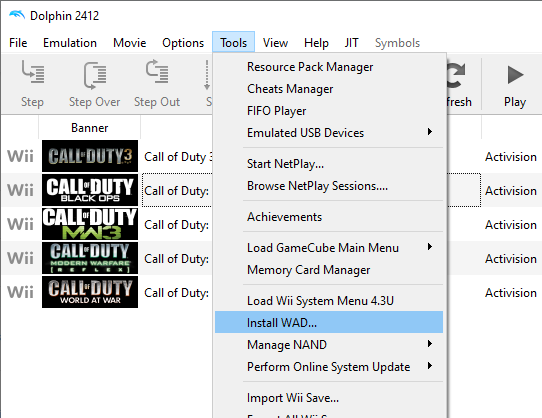 Dolphin 2412
File Emulation Movie Options Tools View Help JIT Symbols
Step Step Over Step Out Play
Banner
Resource Pack Manager
Cheats Manager
FIFO Player
Emulated USB Devices
Start NetPlay...
Browse NetPlay Sessions....
Achievements
Load GameCube Main Menu
Memory Card Manager
Load Wii System Menu 4.3U
Install WAD...
Manage NAND
Perform Online System Update
Import Wii Save...
Wii CALL OF DUTY 3 Call of Duty 3 Activision
Wii CALL OF DUTY BLACK OPS Call of Duty: Activision
Wii CALL OF DUTY MW3 Call of Duty: Activision
Wii CALL OF DUTY MODERN WARFARE [REFLEX] Call of Duty: Activision
Wii CALL OF DUTY WORLD AT WAR Call of Duty: Activision